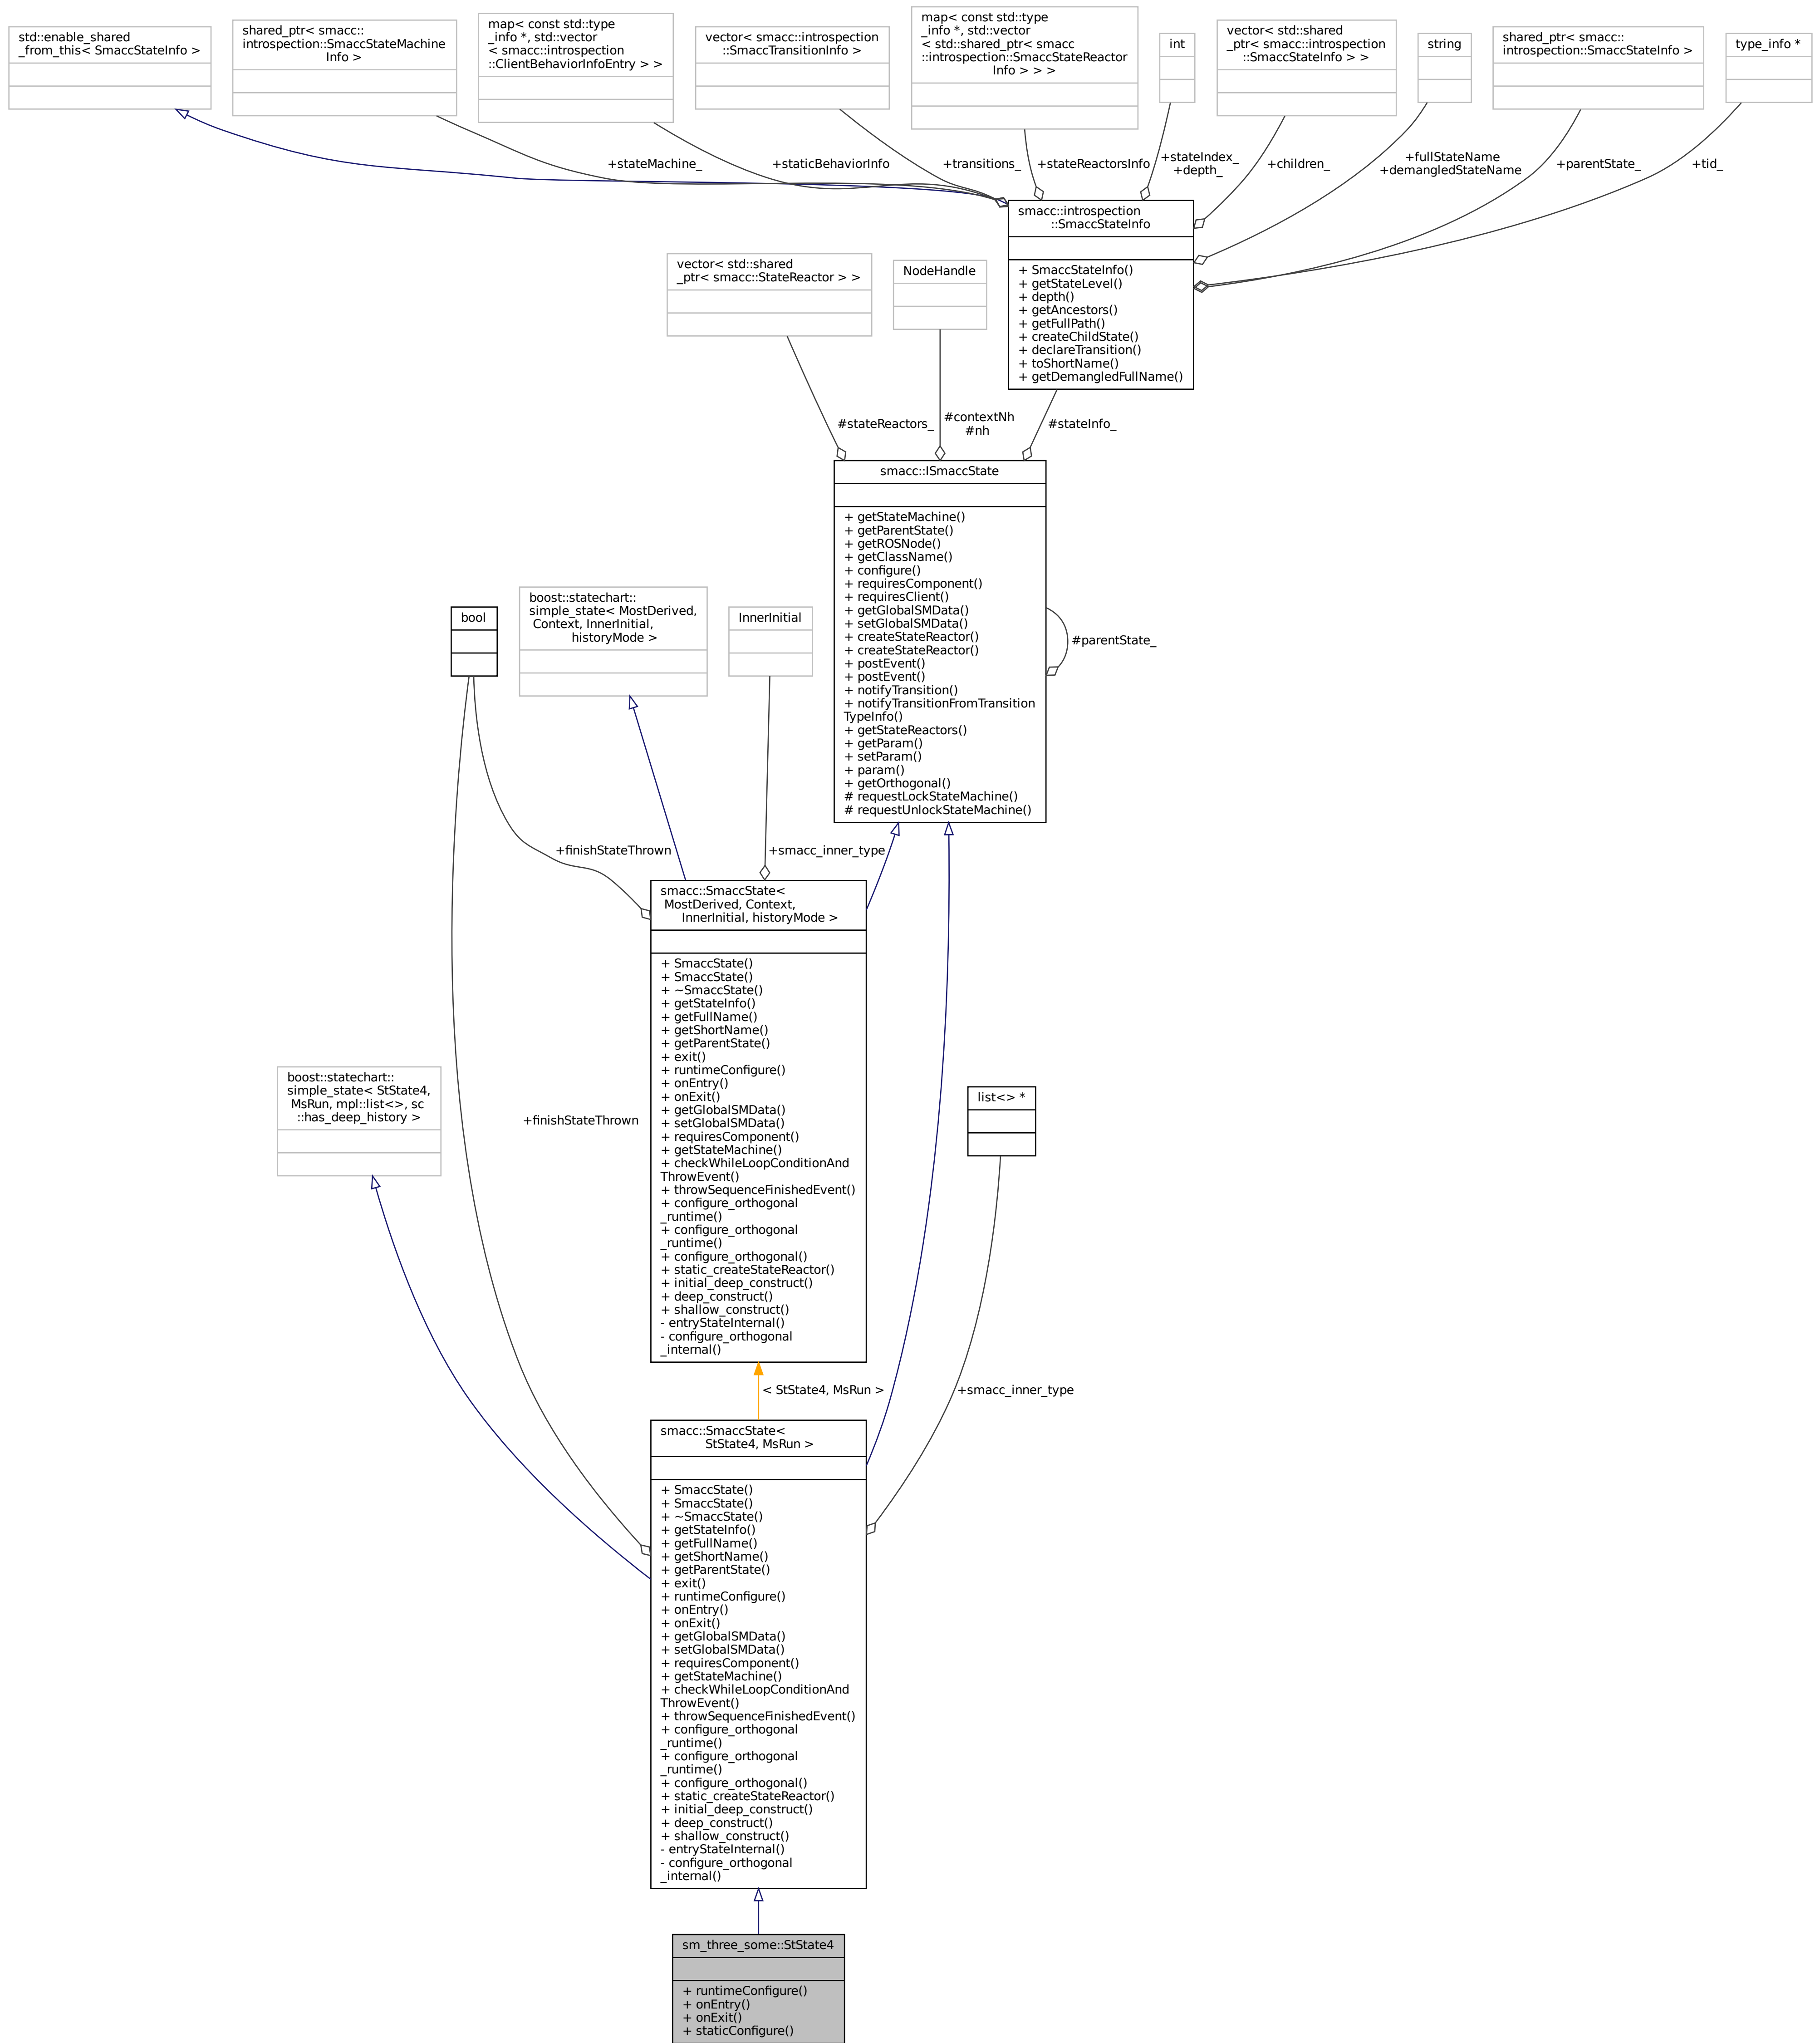 std::enable_shared
_from_this< SmaccStateInfo >
shared_ptr< smacc::
introspection::SmaccStateMachine
Info >
map< const std::type
_info *, std::vector
< smacc::introspection
::ClientBehaviorInfoEntry > >
vector< smacc::introspection
::SmaccTransitionInfo >
map< const std::type
_info *, std::vector
< std::shared_ptr< smacc
::introspection::SmaccStateReactor
Info > > >
int
vector< std::shared
_ptr< smacc::introspection
::SmaccStateInfo > >
string
shared_ptr< smacc::
introspection::SmaccStateInfo >
type_info *
+stateMachine_
+staticBehaviorInfo
+transitions_
+stateReactorsInfo
+stateIndex_
+depth_
+children_
+fullStateName
+demangledStateName
+parentState_
+tid_
smacc::introspection
::SmaccStateInfo
+ SmaccStateInfo()
+ getStateLevel()
+ depth()
+ getAncestors()
+ getFullPath()
+ createChildState()
+ declareTransition()
+ toShortName()
+ getDemangledFullName()
vector< std::shared
_ptr< smacc::StateReactor > >
NodeHandle
#stateReactors_
#contextNh
#nh
#stateInfo_
smacc::ISmaccState
+ getStateMachine()
+ getParentState()
+ getROSNode()
+ getClassName()
+ configure()
+ requiresComponent()
+ requiresClient()
+ getGlobalSMData()
+ setGlobalSMData()
+ createStateReactor()
+ createStateReactor()
+ postEvent()
+ postEvent()
+ notifyTransition()
+ notifyTransitionFromTransition
TypeInfo()
+ getStateReactors()
+ getParam()
+ setParam()
+ param()
+ getOrthogonal()
# requestLockStateMachine()
# requestUnlockStateMachine()
#parentState_
bool
boost::statechart::
simple_state< MostDerived,
Context, InnerInitial,
historyMode >
InnerInitial
+finishStateThrown
+smacc_inner_type
smacc::SmaccState<
MostDerived, Context,
InnerInitial, historyMode >
+ SmaccState()
+ SmaccState()
+ ~SmaccState()
+ getStateInfo()
+ getFullName()
+ getShortName()
+ getParentState()
+ exit()
+ runtimeConfigure()
+ onEntry()
+ onExit()
+ getGlobalSMData()
+ setGlobalSMData()
+ requiresComponent()
+ getStateMachine()
+ checkWhileLoopConditionAnd
ThrowEvent()
+ throwSequenceFinishedEvent()
+ configure_orthogonal
_runtime()
+ configure_orthogonal
_runtime()
+ configure_orthogonal()
+ static_createStateReactor()
+ initial_deep_construct()
+ deep_construct()
+ shallow_construct()
- entryStateInternal()
- configure_orthogonal
_internal()
boost::statechart::
simple_state< StState4,
MsRun, mpl::list<>, sc
::has_deep_history >
+finishStateThrown
list<> *
< StState4, MsRun >
+smacc_inner_type
smacc::SmaccState<
StState4, MsRun >
+ SmaccState()
+ SmaccState()
+ ~SmaccState()
+ getStateInfo()
+ getFullName()
+ getShortName()
+ getParentState()
+ exit()
+ runtimeConfigure()
+ onEntry()
+ onExit()
+ getGlobalSMData()
+ setGlobalSMData()
+ requiresComponent()
+ getStateMachine()
+ checkWhileLoopConditionAnd
ThrowEvent()
+ throwSequenceFinishedEvent()
+ configure_orthogonal
_runtime()
+ configure_orthogonal
_runtime()
+ configure_orthogonal()
+ static_createStateReactor()
+ initial_deep_construct()
+ deep_construct()
+ shallow_construct()
- entryStateInternal()
- configure_orthogonal
_internal()
sm_three_some::StState4
+ runtimeConfigure()
+ onEntry()
+ onExit()
+ staticConfigure()